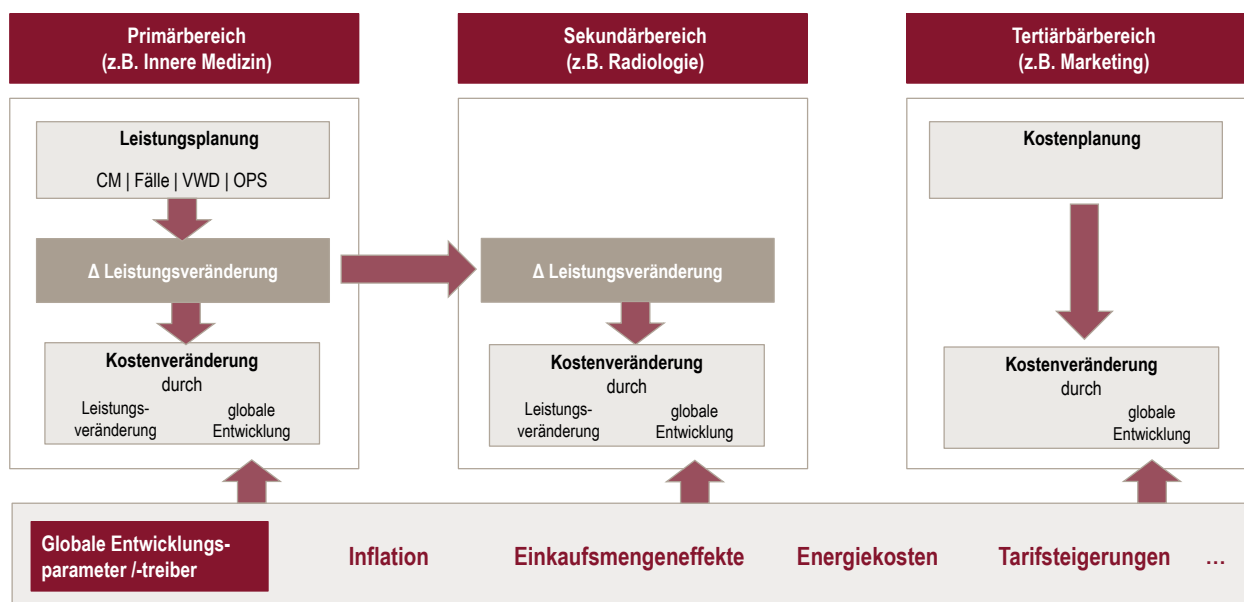 Primärbereich
(z.B. Innere Medizin)
Sekundärbereich
(z.B. Radiologie)
Tertiärbärbereich
(z.B. Marketing)
Leistungsplanung
CM | Fälle | VWD | OPS
Kostenplanung
Δ Leistungsveränderung
Δ Leistungsveränderung
Kostenveränderung
durch
Leistungs-
veränderung
globale
Entwicklung
Kostenveränderung
durch
Leistungs-
veränderung
globale
Entwicklung
Kostenveränderung
durch
globale
Entwicklung
Globale Entwicklungs-
parameter /-treiber
Inflation
Einkaufsmengeneffekte
Energiekosten
Tarifsteigerungen
...